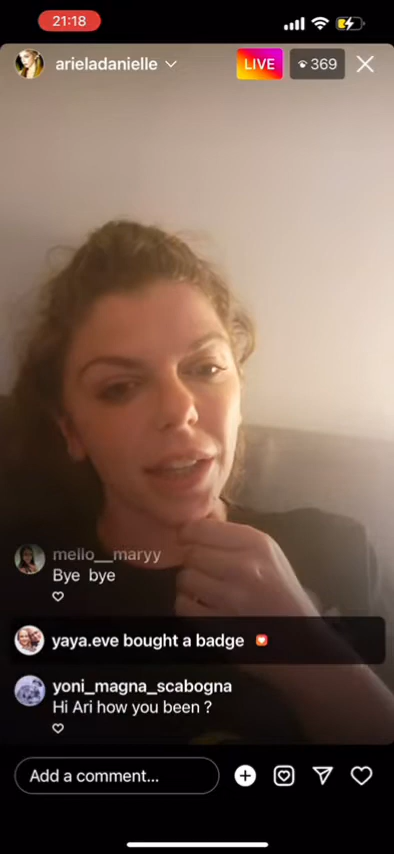 21:18
arieladanielle
LIVE
369
mello__maryy
Bye bye
yaya.eve bought a badge
yoni_magna_scabogna
Hi Ari how you been ?
Add a comment...